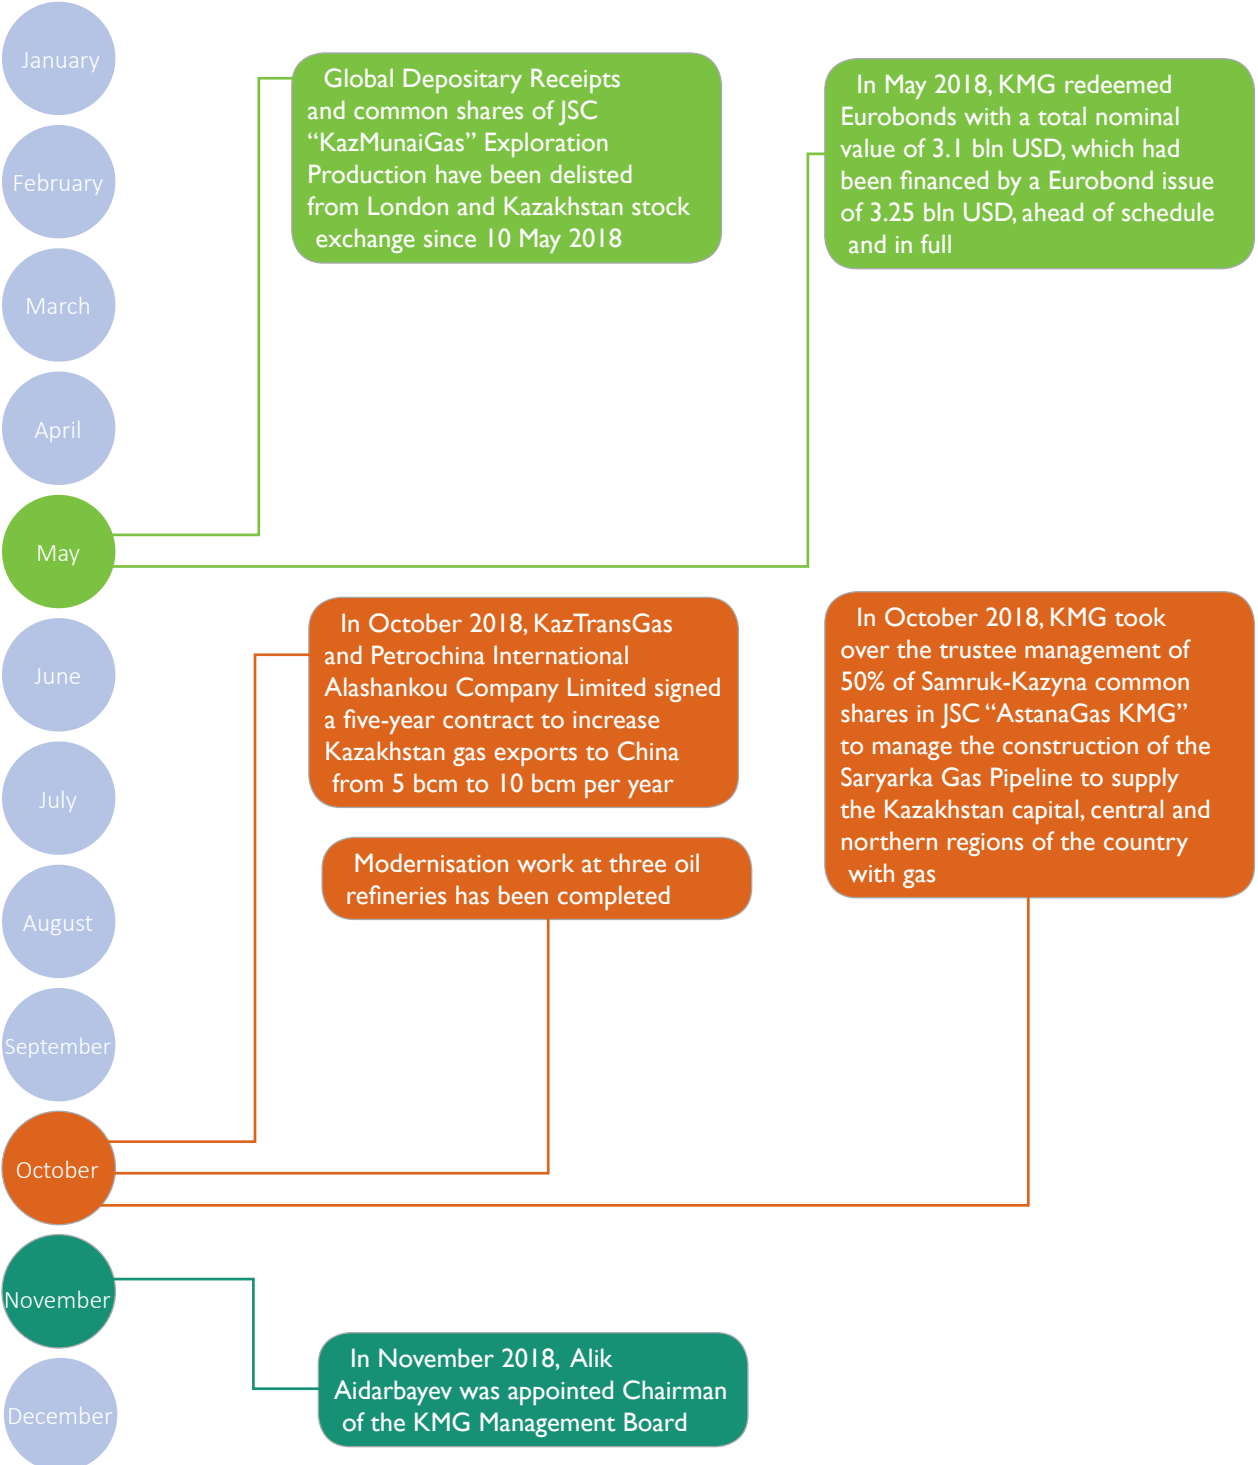 January
February
March
April
May
June
July
August
September
October
November
December
Global Depositary Receipts
and common shares of JSC
“KazMunaiGas” Exploration
Production have been delisted
from London and Kazakhstan stock
exchange since 10 May 2018
In May 2018, KMG redeemed
Eurobonds with a total nominal
value of 3.1 bln USD, which had
been financed by a Eurobond issue
of 3.25 bln USD, ahead of schedule
and in full
In October 2018, KazTransGas
and Petrochina International
Alashankou Company Limited signed
a five-year contract to increase
Kazakhstan gas exports to China
from 5 bcm to 10 bcm per year
Modernisation work at three oil
refineries has been completed
In October 2018, KMG took
over the trustee management of
50% of Samruk-Kazyna common
shares in JSC “AstanaGas KMG”
to manage the construction of the
Saryarka Gas Pipeline to supply
the Kazakhstan capital, central and
northern regions of the country
with gas
In November 2018, Alik
Aidarbayev was appointed Chairman
of the KMG Management Board